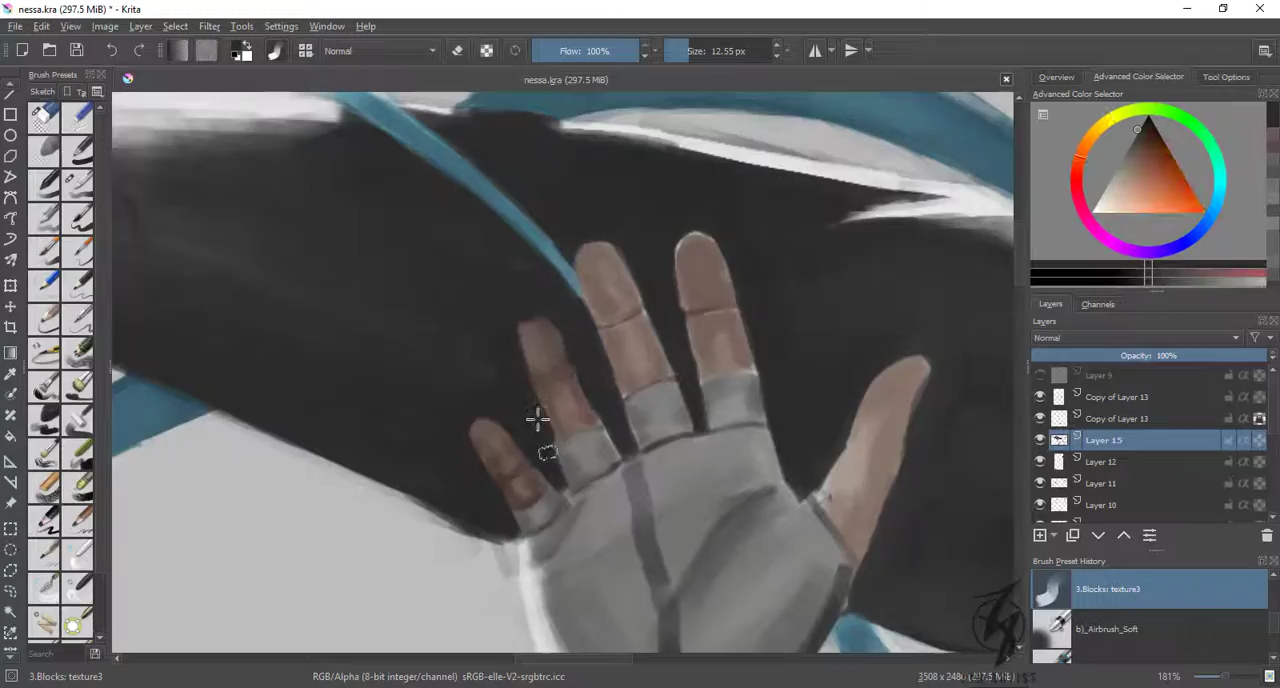 nessa.kra (297.5 MiB) * - Krita
File Edit View Image Layer Select Filter Tools Settings Window Help
Normal Flow: 100% Size: 12.55 px
Brush Presets
nessa.kra (297.5 MiB)
Overview Advanced Color Selector Tool Options
Sketch
Advanced Color Selector
Layers Channels
Layers
Normal
Opacity: 100%
Layer 9
Copy of Layer 13
Copy of Layer 13
Layer 15
Layer 12
Layer 11
Layer 10
Brush Preset History
3.Blocks: texture3
b)_Airbrush_Soft
Search
3.Blocks: texture3 RGB/Alpha (8-bit integer/channel) sRGB-elle-V2-srgbtrc.icc 181%